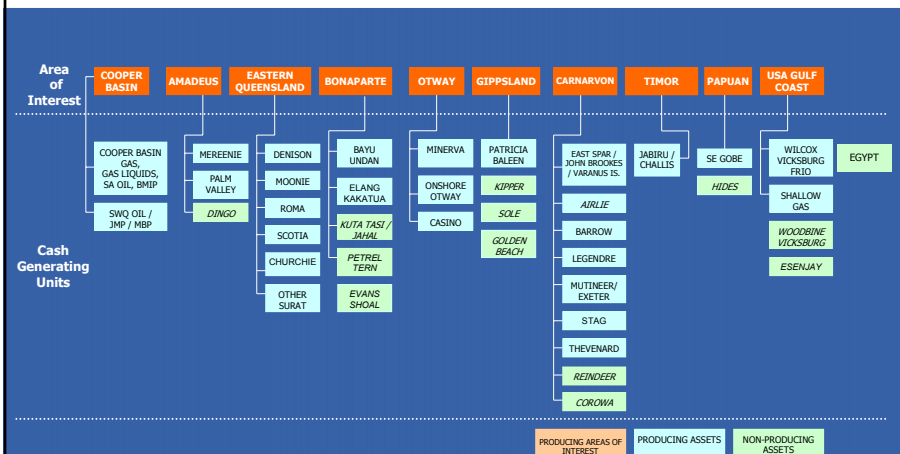 Area
of
Interest
COOPER
BASIN
AMADEUS
EASTERN
QUEENSLAND
BONAPARTE
OTWAY
GIPPSLAND
CARNARVON
TIMOR
PAPUAN
USA GULF
COAST
Cash
Generating
Units
COOPER BASIN
GAS,
GAS LIQUIDS,
SA OIL, BMIP
SWQ OIL /
JMP / MBP
MEREENIE
PALM
VALLEY
DINGO
DENISON
MOONIE
ROMA
SCOTIA
CHURCHIE
OTHER
SURAT
BAYU
UNDAN
ELANG
KAKATUA
KUTA TASI /
JAHAL
PETREL
TERN
EVANS
SHOAL
MINERVA
ONSHORE
OTWAY
CASINO
PATRICIA
BALEEN
KIPPER
SOLE
GOLDEN
BEACH
EAST SPAR /
JOHN BROOKES
/ VARANUS IS.
AIRLIE
BARROW
LEGENDRE
MUTINEER/
EXETER
STAG
THEVENARD
REINDEER
COROWA
JABIRU /
CHALLIS
SE GOBE
HIDES
WILCOX
VICKSBURG
FRIO
SHALLOW
GAS
WOODBINE
VICKSBURG
ESENJAY
EGYPT
PRODUCING AREAS OF
INTEREST
PRODUCING ASSETS
NON-PRODUCING
ASSETS